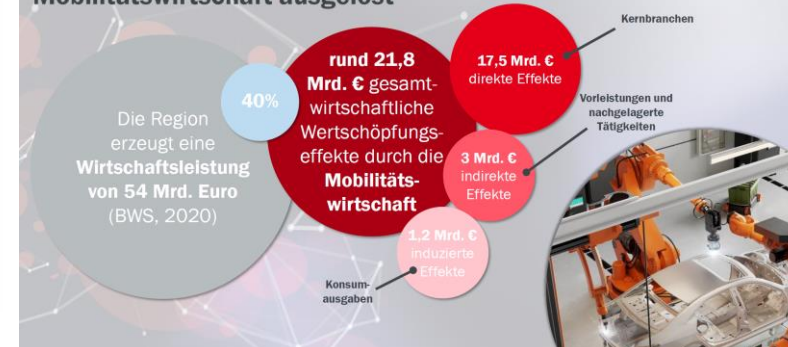 Mobilitätswirtschaft ausgelöst
Die Region
erzeugt eine
Wirtschaftsleistung
von 54 Mrd. Euro
(BWS, 2020)
40%
rund 21,8
Mrd. € gesamt-
wirtschaftliche
Wertschöpfungs-
effekte durch die
Mobilitäts-
wirtschaft
17,5 Mrd. €
direkte Effekte
Kernbranchen
3 Mrd. €
indirekte
Effekte
Vorleistungen und
nachgelagerte
Tätigkeiten
1,2 Mrd. €
induzierte
Effekte
Konsum-
ausgaben